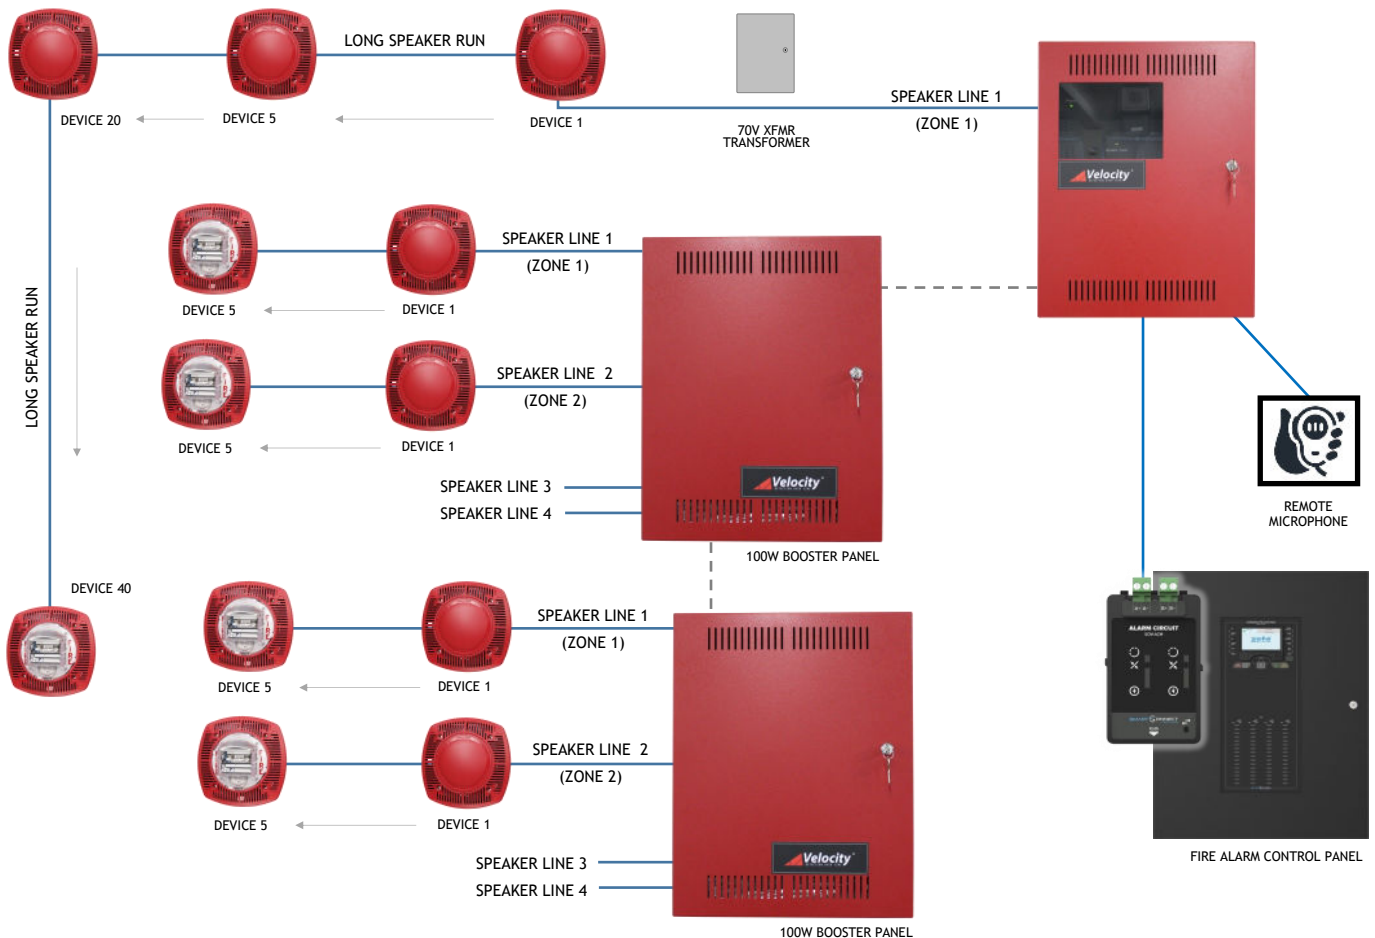 LONG SPEAKER RUN
DEVICE 20
DEVICE 5
DEVICE 1
70V XFMR
TRANSFORMER
SPEAKER LINE 1
(ZONE 1)
Velocity
LONG SPEAKER RUN
DEVICE 40
SPEAKER LINE 1
(ZONE 1)
DEVICE 5
DEVICE 1
SPEAKER LINE 2
(ZONE 2)
DEVICE 5
DEVICE 1
SPEAKER LINE 3
SPEAKER LINE 4
Velocity
100W BOOSTER PANEL
REMOTE
MICROPHONE
SPEAKER LINE 1
(ZONE 1)
DEVICE 5
DEVICE 1
SPEAKER LINE 2
(ZONE 2)
DEVICE 5
DEVICE 1
SPEAKER LINE 3
SPEAKER LINE 4
Velocity
100W BOOSTER PANEL
ALARM CIRCUIT
FIRE ALARM CONTROL PANEL